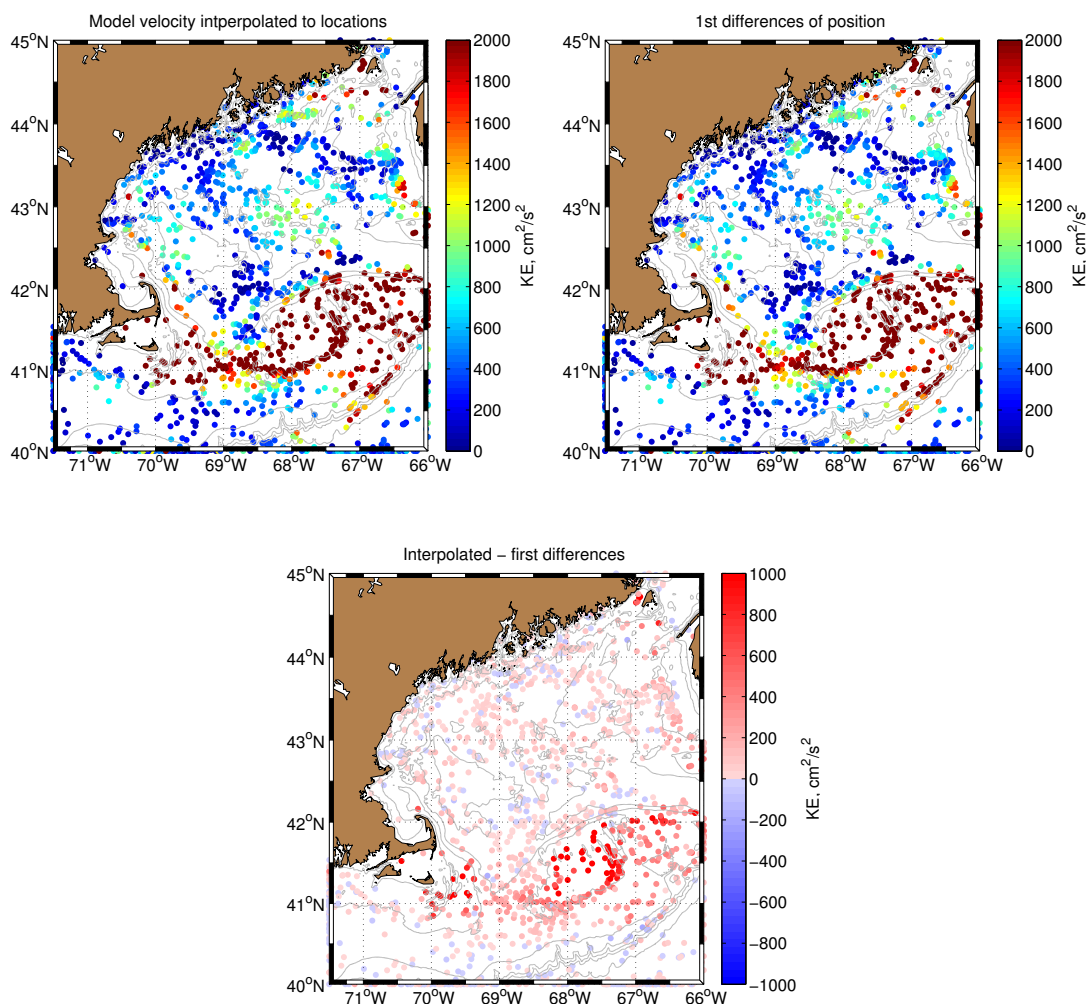 Model velocity intperpolated to locations
45°N
44°N
43°N
42°N
41°N
40°N
71°W 70°W 69°W 68°W 67°W 66°W
2000
1800
1600
1400
1200
1000
800
600
400
200
0
KE, cm²/s²
1st differences of position
45°N
44°N
43°N
42°N
41°N
40°N
71°W 70°W 69°W 68°W 67°W 66°W
2000
1800
1600
1400
1200
1000
800
600
400
200
0
KE, cm²/s²
Interpolated − first differences
45°N
44°N
43°N
42°N
41°N
40°N
71°W 70°W 69°W 68°W 67°W 66°W
1000
800
600
400
200
0
−200
−400
−600
−800
−1000
KE, cm²/s²